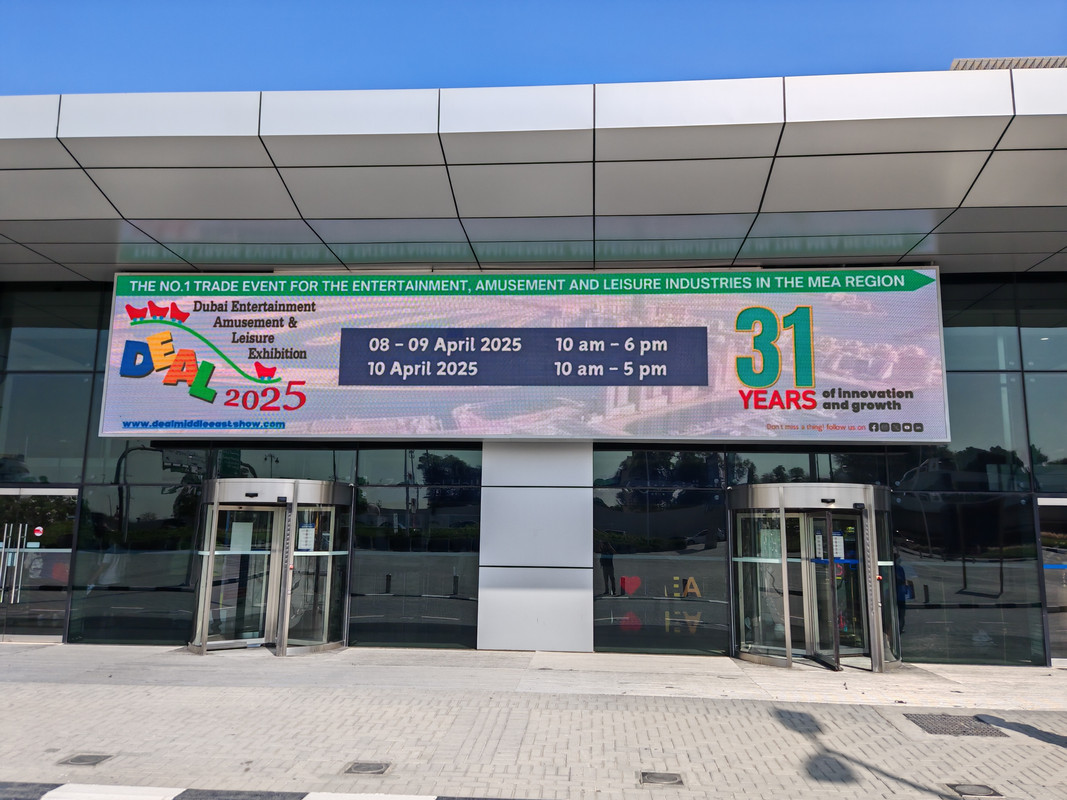 THE NO.1 TRADE EVENT FOR THE ENTERTAINMENT, AMUSEMENT AND LEISURE INDUSTRIES IN THE MEA REGION
Dubai Entertainment
Amusement &
Leisure
Exhibition
DEAL
2025
www.dealmiddleeastshow.com
08 – 09 April 2025 10 am – 6 pm
10 April 2025 10 am – 5 pm
31
YEARS
of innovation
and growth
Don't miss a thing! follow us on